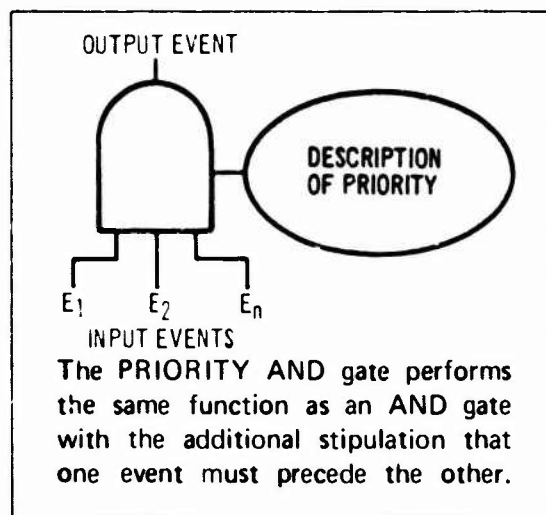 OUTPUT EVENT
DESCRIPTION
OF PRIORITY
E1 E2 En
INPUT EVENTS
The PRIORITY AND gate performs
the same function as an AND gate
with the additional stipulation that
one event must precede the other.